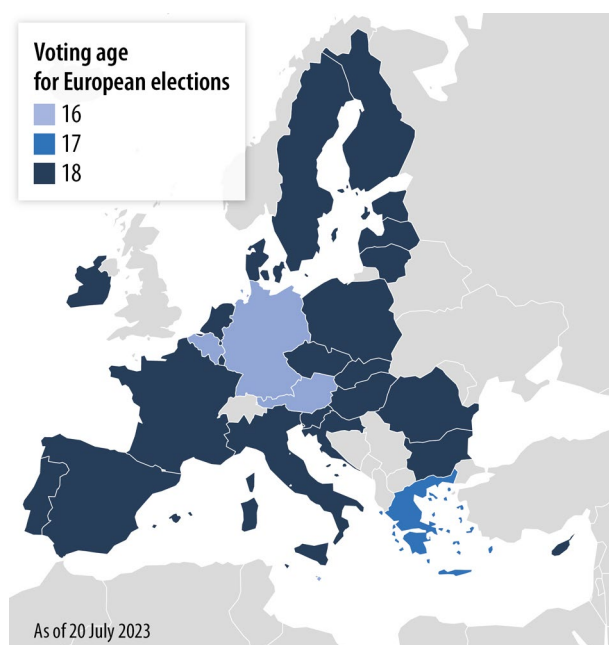 Voting age
for European elections
16
17
18
As of 20 July 2023